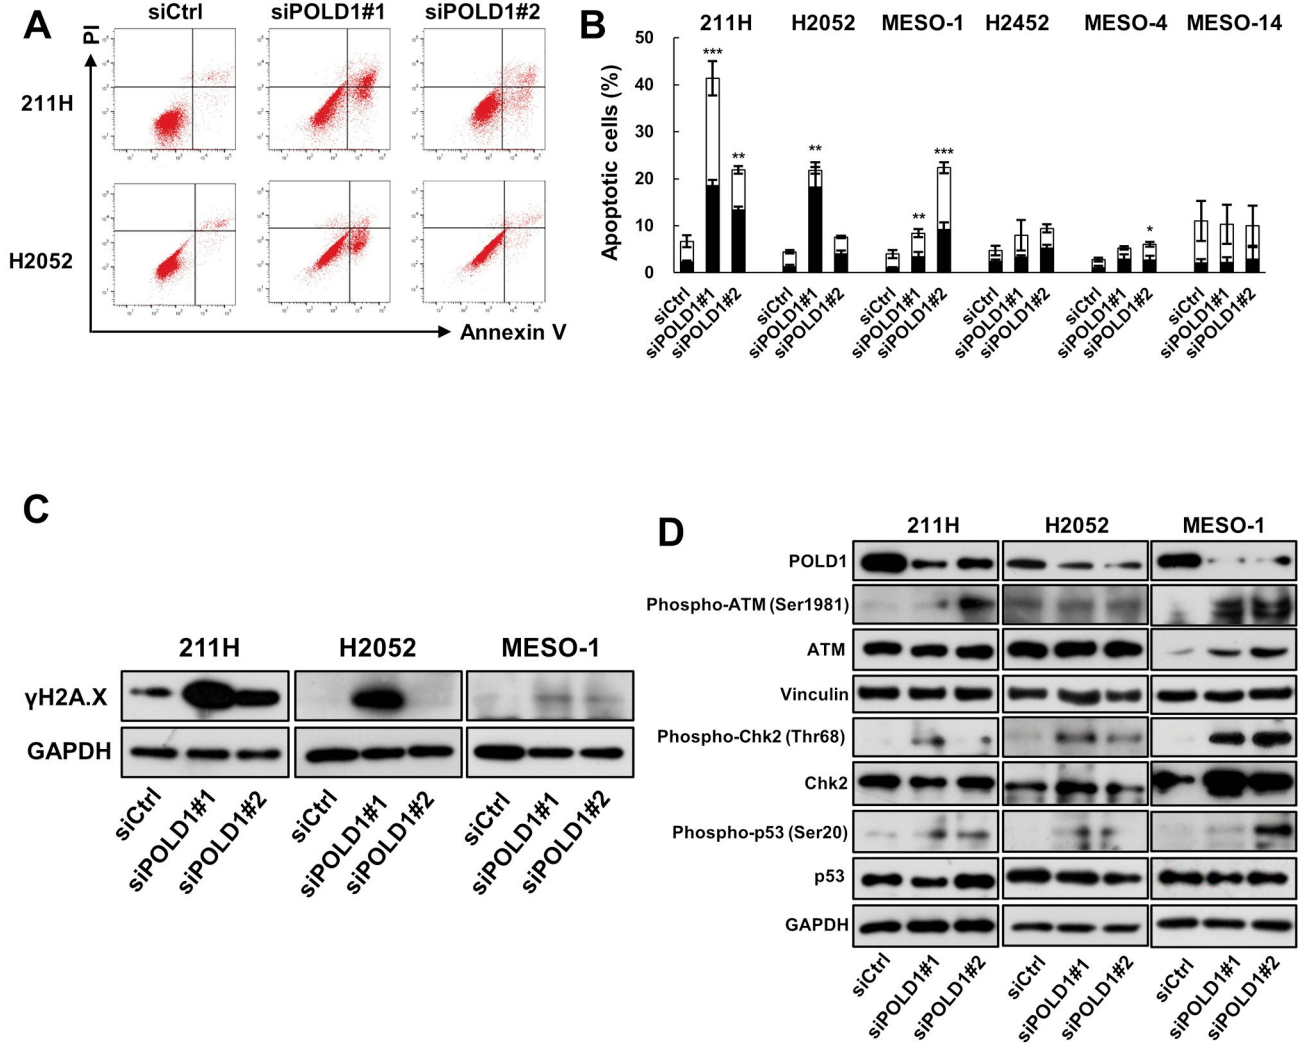 A
siCtrl
siPOLD1#1
siPOLD1#2
PI
211H
H2052
Annexin V
B
211H
H2052
MESO-1
H2452
MESO-4
MESO-14
Apoptotic cells (%)
50
40
30
20
10
0
***
**
**
**
***
*
siCtrl
siPOLD1#1
siPOLD1#2
siCtrl
siPOLD1#1
siPOLD1#2
siCtrl
siPOLD1#1
siPOLD1#2
siCtrl
siPOLD1#1
siPOLD1#2
siCtrl
siPOLD1#1
siPOLD1#2
siCtrl
siPOLD1#1
siPOLD1#2
C
211H
H2052
MESO-1
γH2A.X
GAPDH
siCtrl
siPOLD1#1
siPOLD1#2
siCtrl
siPOLD1#1
siPOLD1#2
siCtrl
siPOLD1#1
siPOLD1#2
D
211H
H2052
MESO-1
POLD1
Phospho-ATM (Ser1981)
ATM
Vinculin
Phospho-Chk2 (Thr68)
Chk2
Phospho-p53 (Ser20)
p53
GAPDH
siCtrl
siPOLD1#1
siPOLD1#2
siCtrl
siPOLD1#1
siPOLD1#2
siCtrl
siPOLD1#1
siPOLD1#2